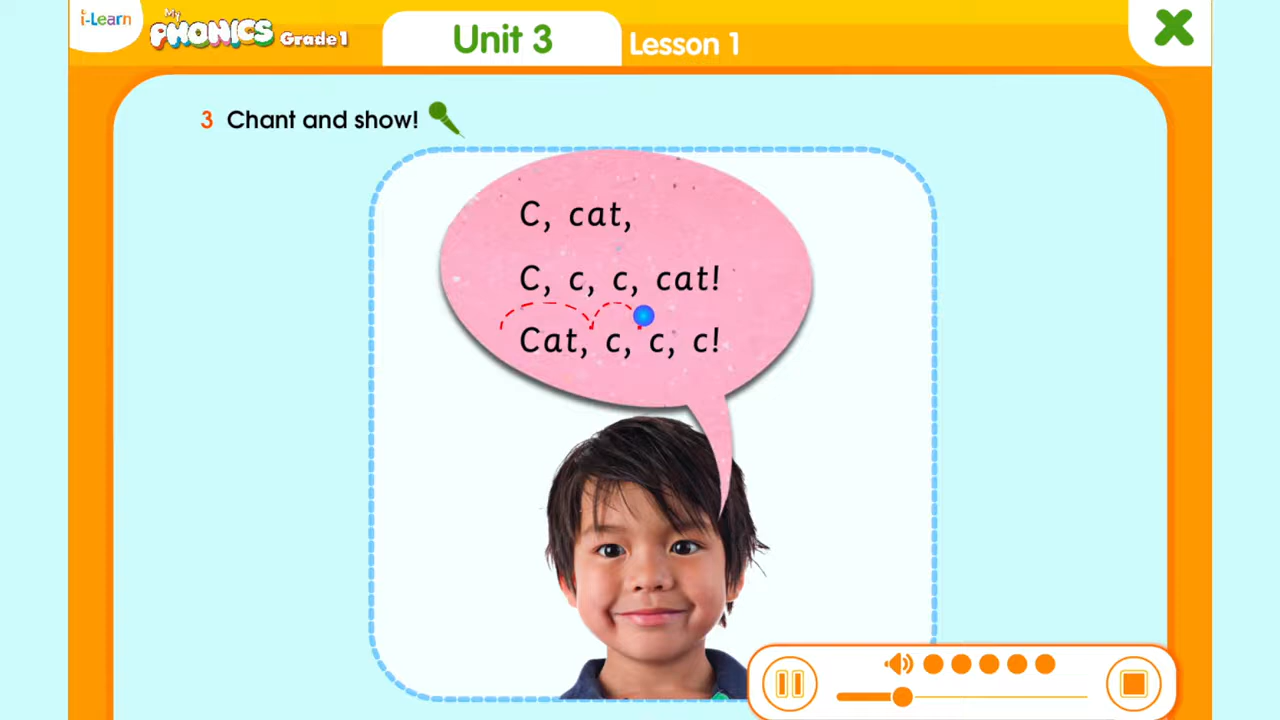 i-Learn
My
PHONICS Grade 1
Unit 3
Lesson 1
3 Chant and show!
C, cat,
C, c, c, cat!
Cat, c, c, c!